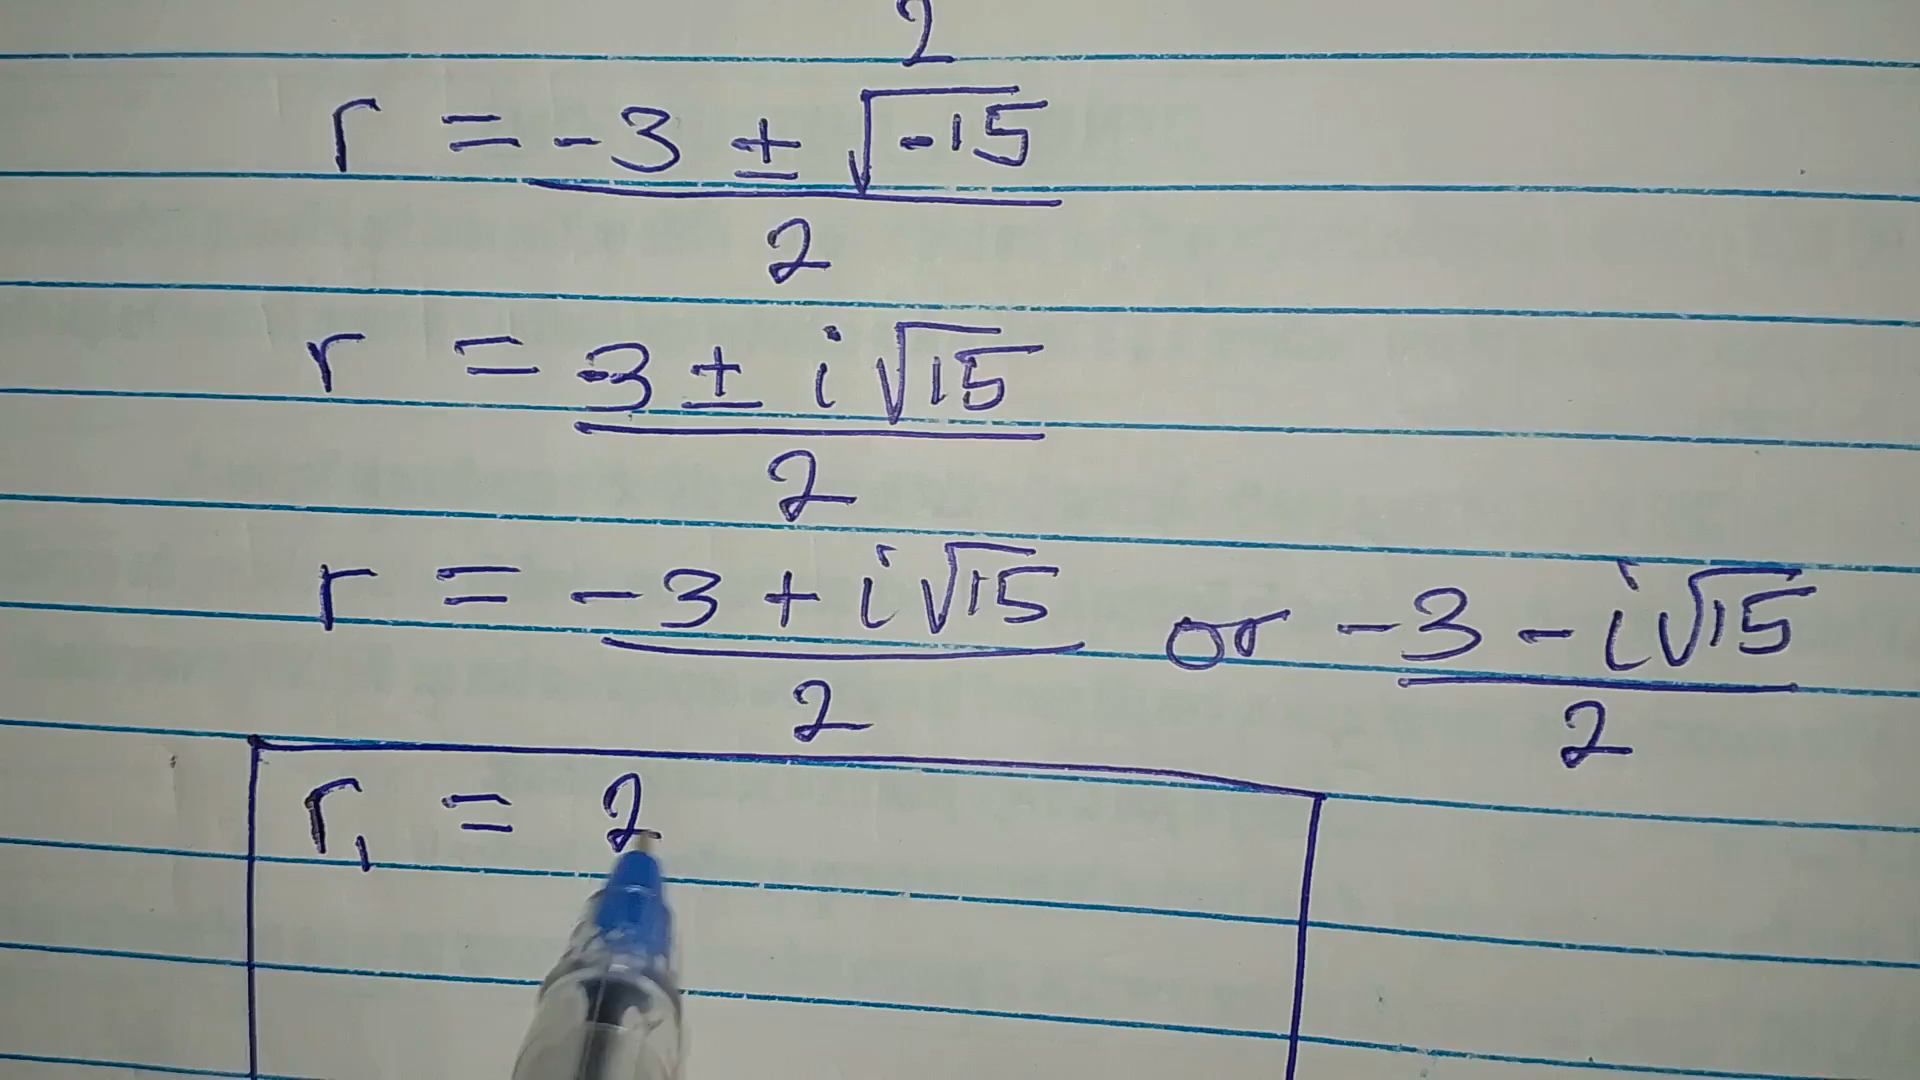 2
r = -3 ± √-15
2
r = -3 ± i√15
2
r = -3 + i√15 or -3 - i√15
2 2
r₁ = 2